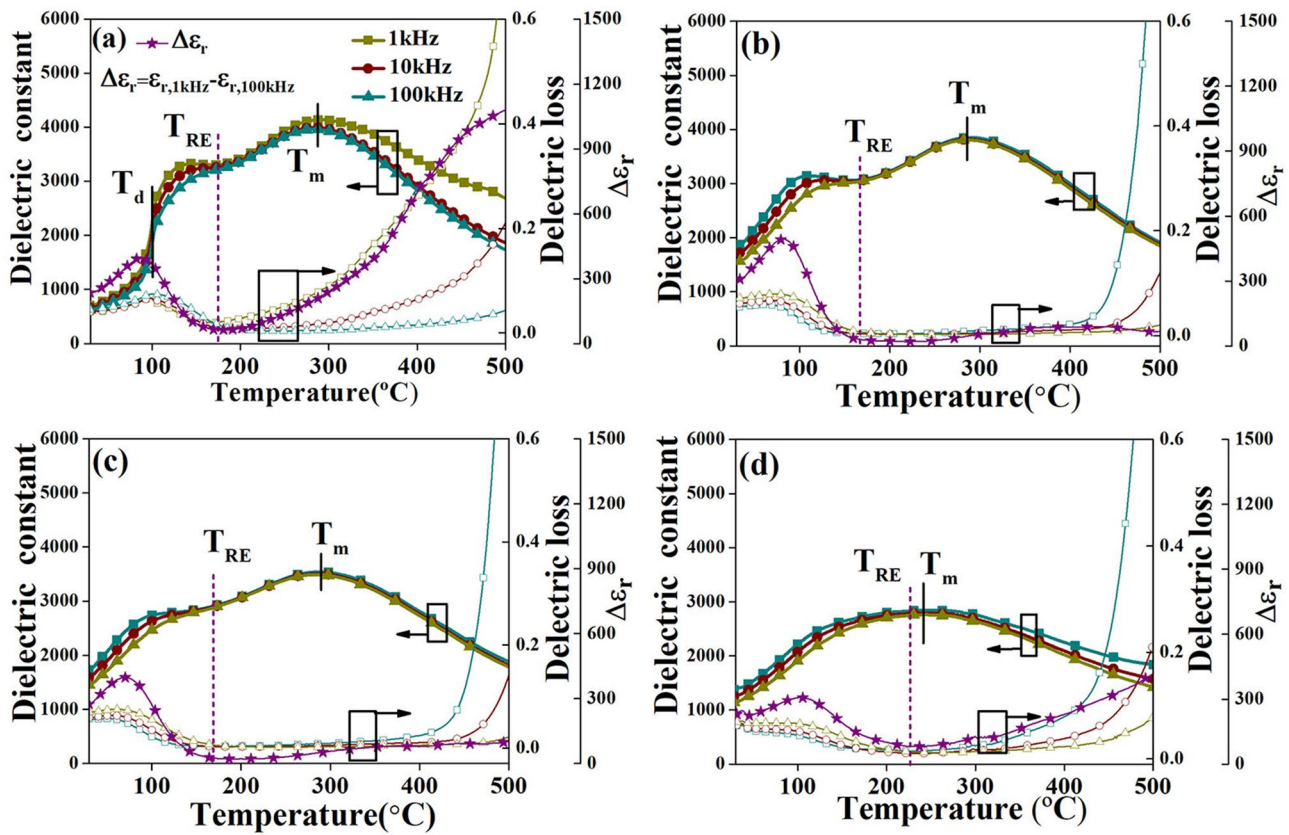 (a)
Δεr
Δεr=εr,1kHz-εr,100kHz
1kHz
10kHz
100kHz
Td
TRE
Tm
6000
5000
4000
3000
2000
1000
0
Dielectric constant
100
200
300
400
500
Temperature(ºC)
0.6
0.4
0.2
0.0
Delectric loss
1500
1200
900
600
300
0
Δεr
(b)
TRE
Tm
6000
5000
4000
3000
2000
1000
0
Dielectric constant
100
200
300
400
500
Temperature(°C)
0.6
0.4
0.2
0.0
Delectric loss
1500
1200
900
600
300
0
Δεr
(c)
TRE
Tm
6000
5000
4000
3000
2000
1000
0
Dielectric constant
100
200
300
400
500
Temperature(°C)
0.6
0.4
0.2
0.0
Delectric loss
1500
1200
900
600
300
0
Δεr
(d)
TRE
Tm
6000
5000
4000
3000
2000
1000
0
Dielectric constant
100
200
300
400
500
Temperature (ºC)
0.6
0.4
0.2
0.0
Delectric loss
1500
1200
900
600
300
0
Δεr